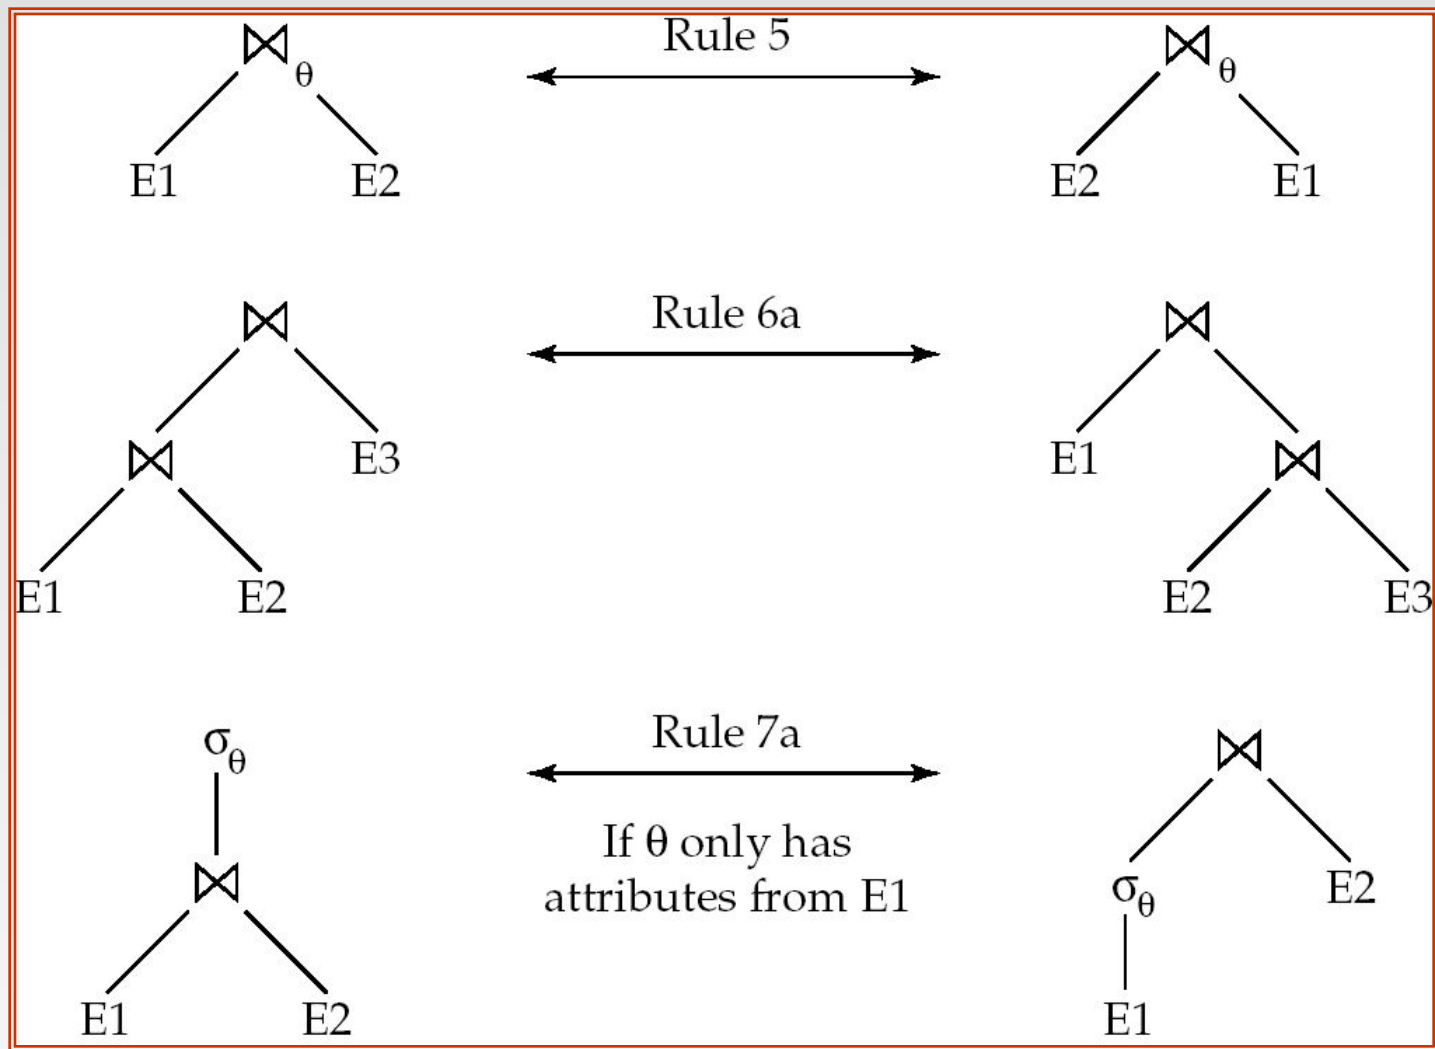 ⋈θ Rule 5 ⋈θ
E1 E2 E2 E1
⋈ Rule 6a ⋈
⋈ E3 E1 ⋈
E1 E2 E2 E3
σθ Rule 7a ⋈
If θ only has
attributes from E1
⋈ E2 σθ E2
E1 E2 E1